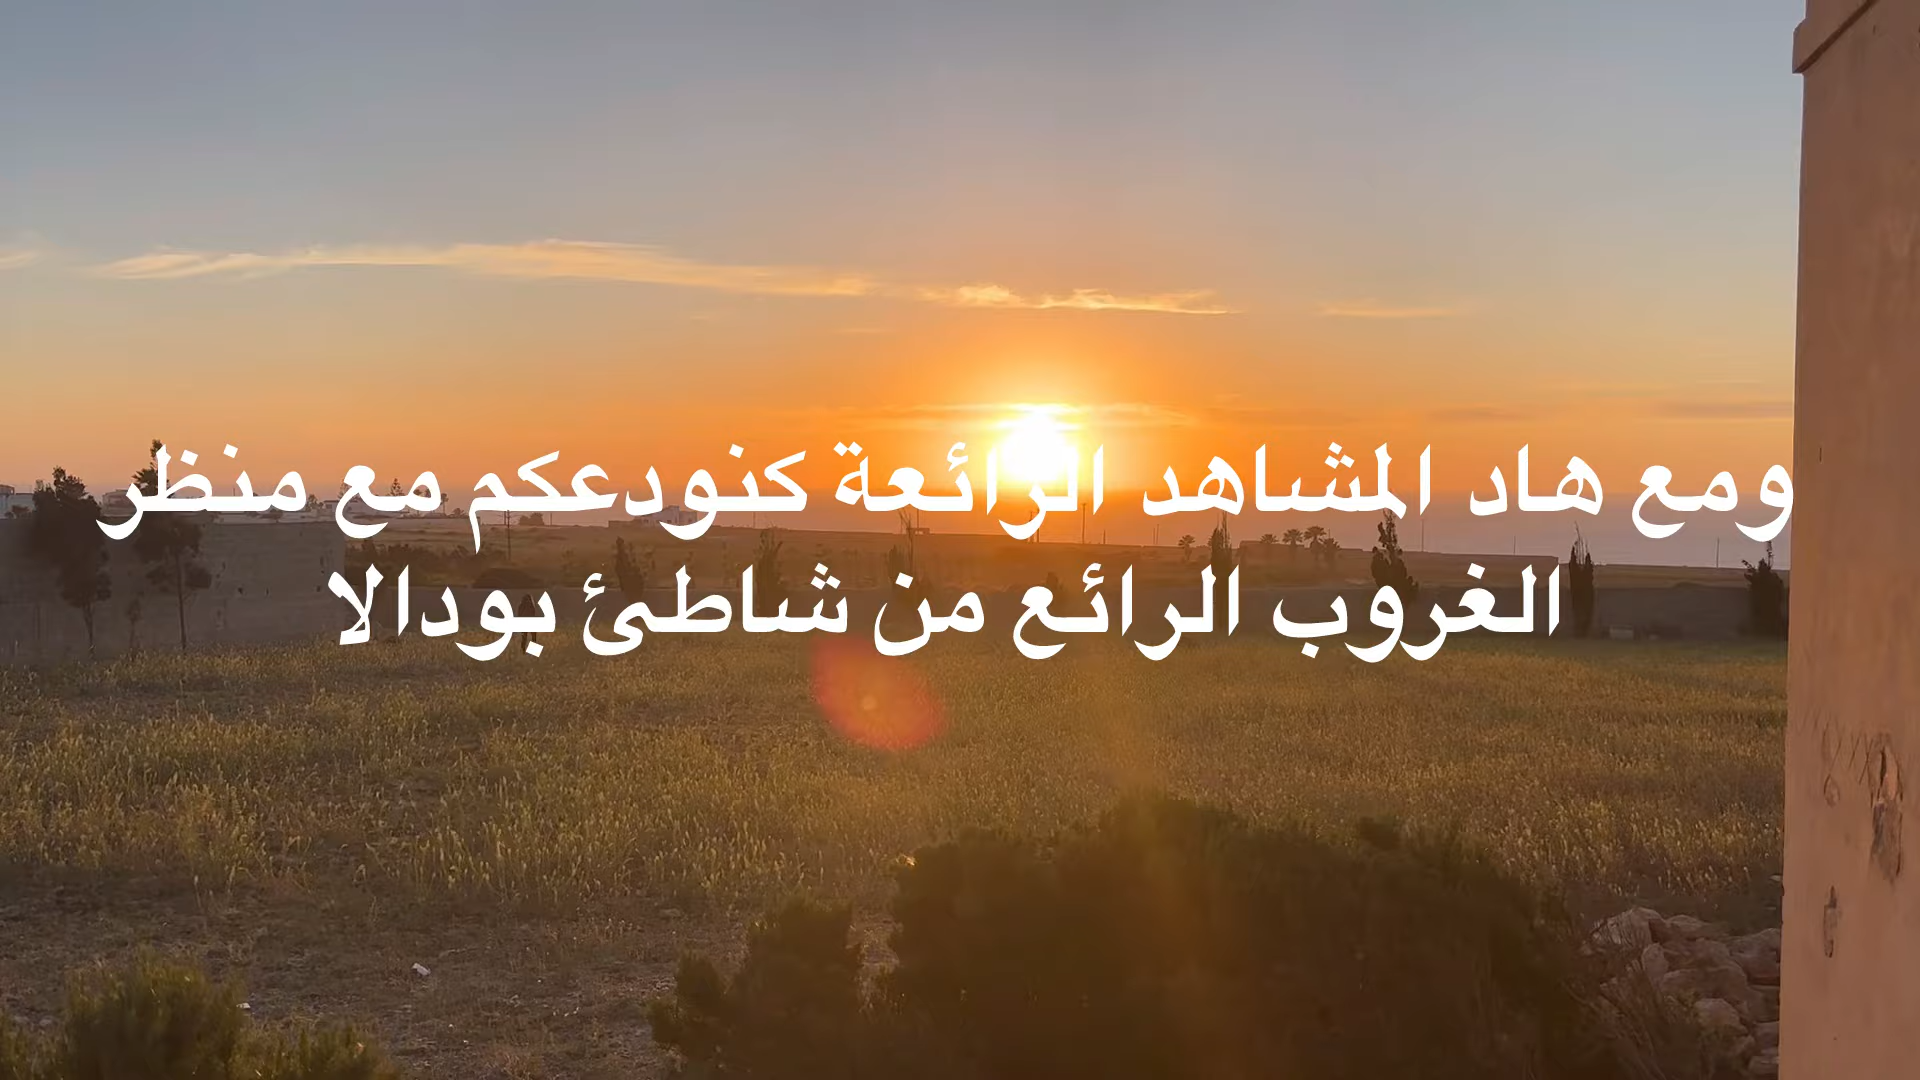 ومع هاد المشاهد الرائعة كنودعكم مع منظر
الغروب الرائع من شاطئ بودالا